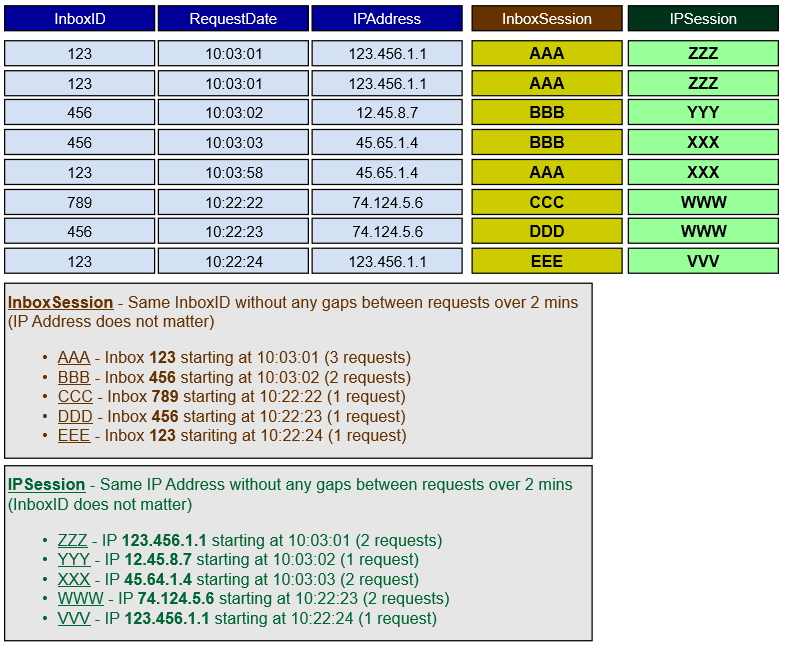 InboxID RequestDate IPAddress InboxSession IPSession
123 10:03:01 123.456.1.1 AAA ZZZ
123 10:03:01 123.456.1.1 AAA ZZZ
456 10:03:02 12.45.8.7 BBB YYY
456 10:03:03 45.65.1.4 BBB XXX
123 10:03:58 45.65.1.4 AAA XXX
789 10:22:22 74.124.5.6 CCC WWW
456 10:22:23 74.124.5.6 DDD WWW
123 10:22:24 123.456.1.1 EEE VVV
InboxSession - Same InboxID without any gaps between requests over 2 mins
(IP Address does not matter)
• AAA - Inbox 123 starting at 10:03:01 (3 requests)
• BBB - Inbox 456 starting at 10:03:02 (2 requests)
• CCC - Inbox 789 starting at 10:22:22 (1 request)
• DDD - Inbox 456 starting at 10:22:23 (1 request)
• EEE - Inbox 123 stariting at 10:22:24 (1 request)
IPSession - Same IP Address without any gaps between requests over 2 mins
(InboxID does not matter)
• ZZZ - IP 123.456.1.1 starting at 10:03:01 (2 requests)
• YYY - IP 12.45.8.7 starting at 10:03:02 (1 request)
• XXX - IP 45.64.1.4 starting at 10:03:03 (2 request)
• WWW - IP 74.124.5.6 starting at 10:22:23 (2 requests)
• VVV - IP 123.456.1.1 starting at 10:22:24 (1 request)